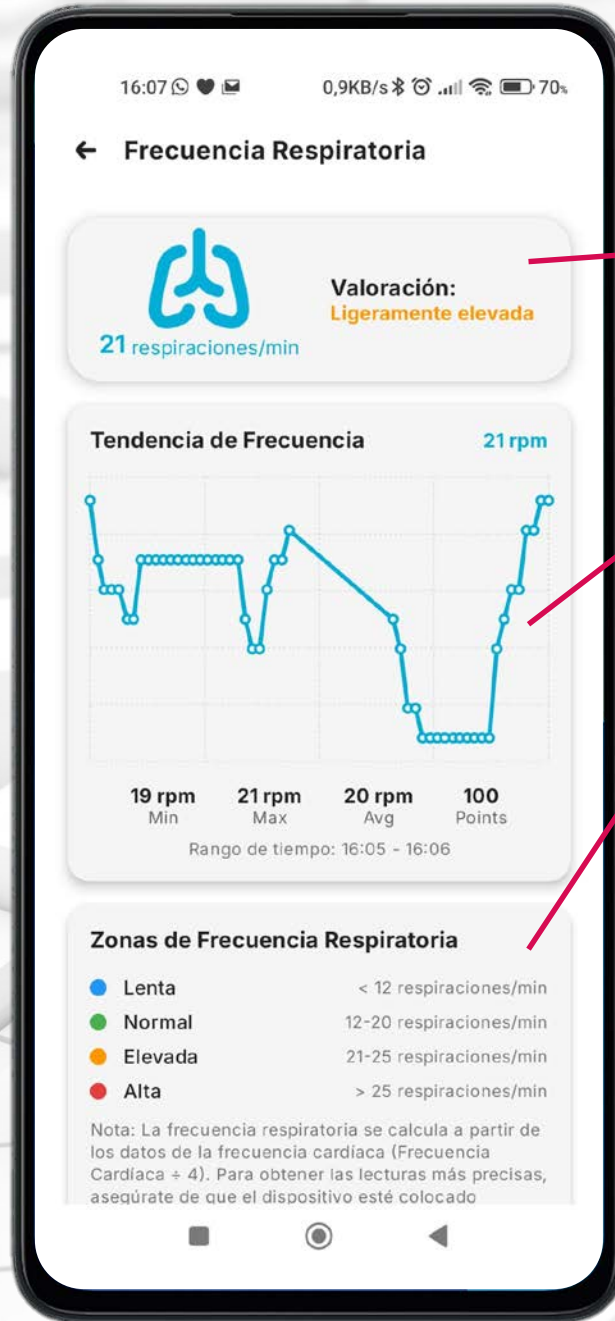 16:07 0,9KB/s 70%
Frecuencia Respiratoria
21 respiraciones/min
Valoración:
Ligeramente elevada
Tendencia de Frecuencia 21 rpm
19 rpm 21 rpm 20 rpm 100
Min Max Avg Points
Rango de tiempo: 16:05 - 16:06
Zonas de Frecuencia Respiratoria
Lenta < 12 respiraciones/min
Normal 12-20 respiraciones/min
Elevada 21-25 respiraciones/min
Alta > 25 respiraciones/min
Nota: La frecuencia respiratoria se calcula a partir de
los datos de la frecuencia cardíaca (Frecuencia
Cardíaca ÷ 4). Para obtener las lecturas más precisas,
asegúrate de que el dispositivo esté colocado